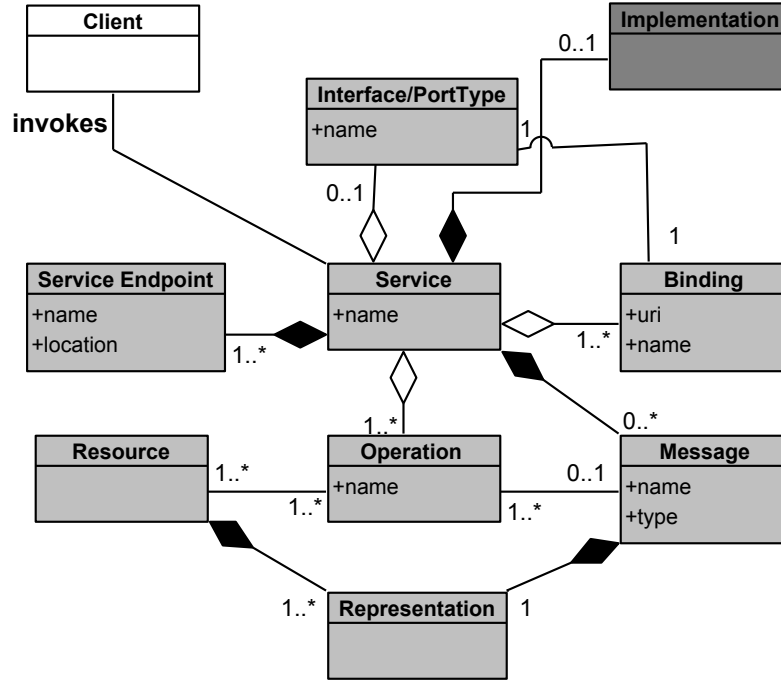 Client
Implementation
0..1
Interface/PortType
+name
1
invokes
0..1
1
Service Endpoint
+name
+location
Service
+name
Binding
+uri
+name
1..*
1..*
1..*
0..*
Resource
Operation
+name
Message
+name
+type
1..*
1..*
0..1
1..*
1..*
Representation
1